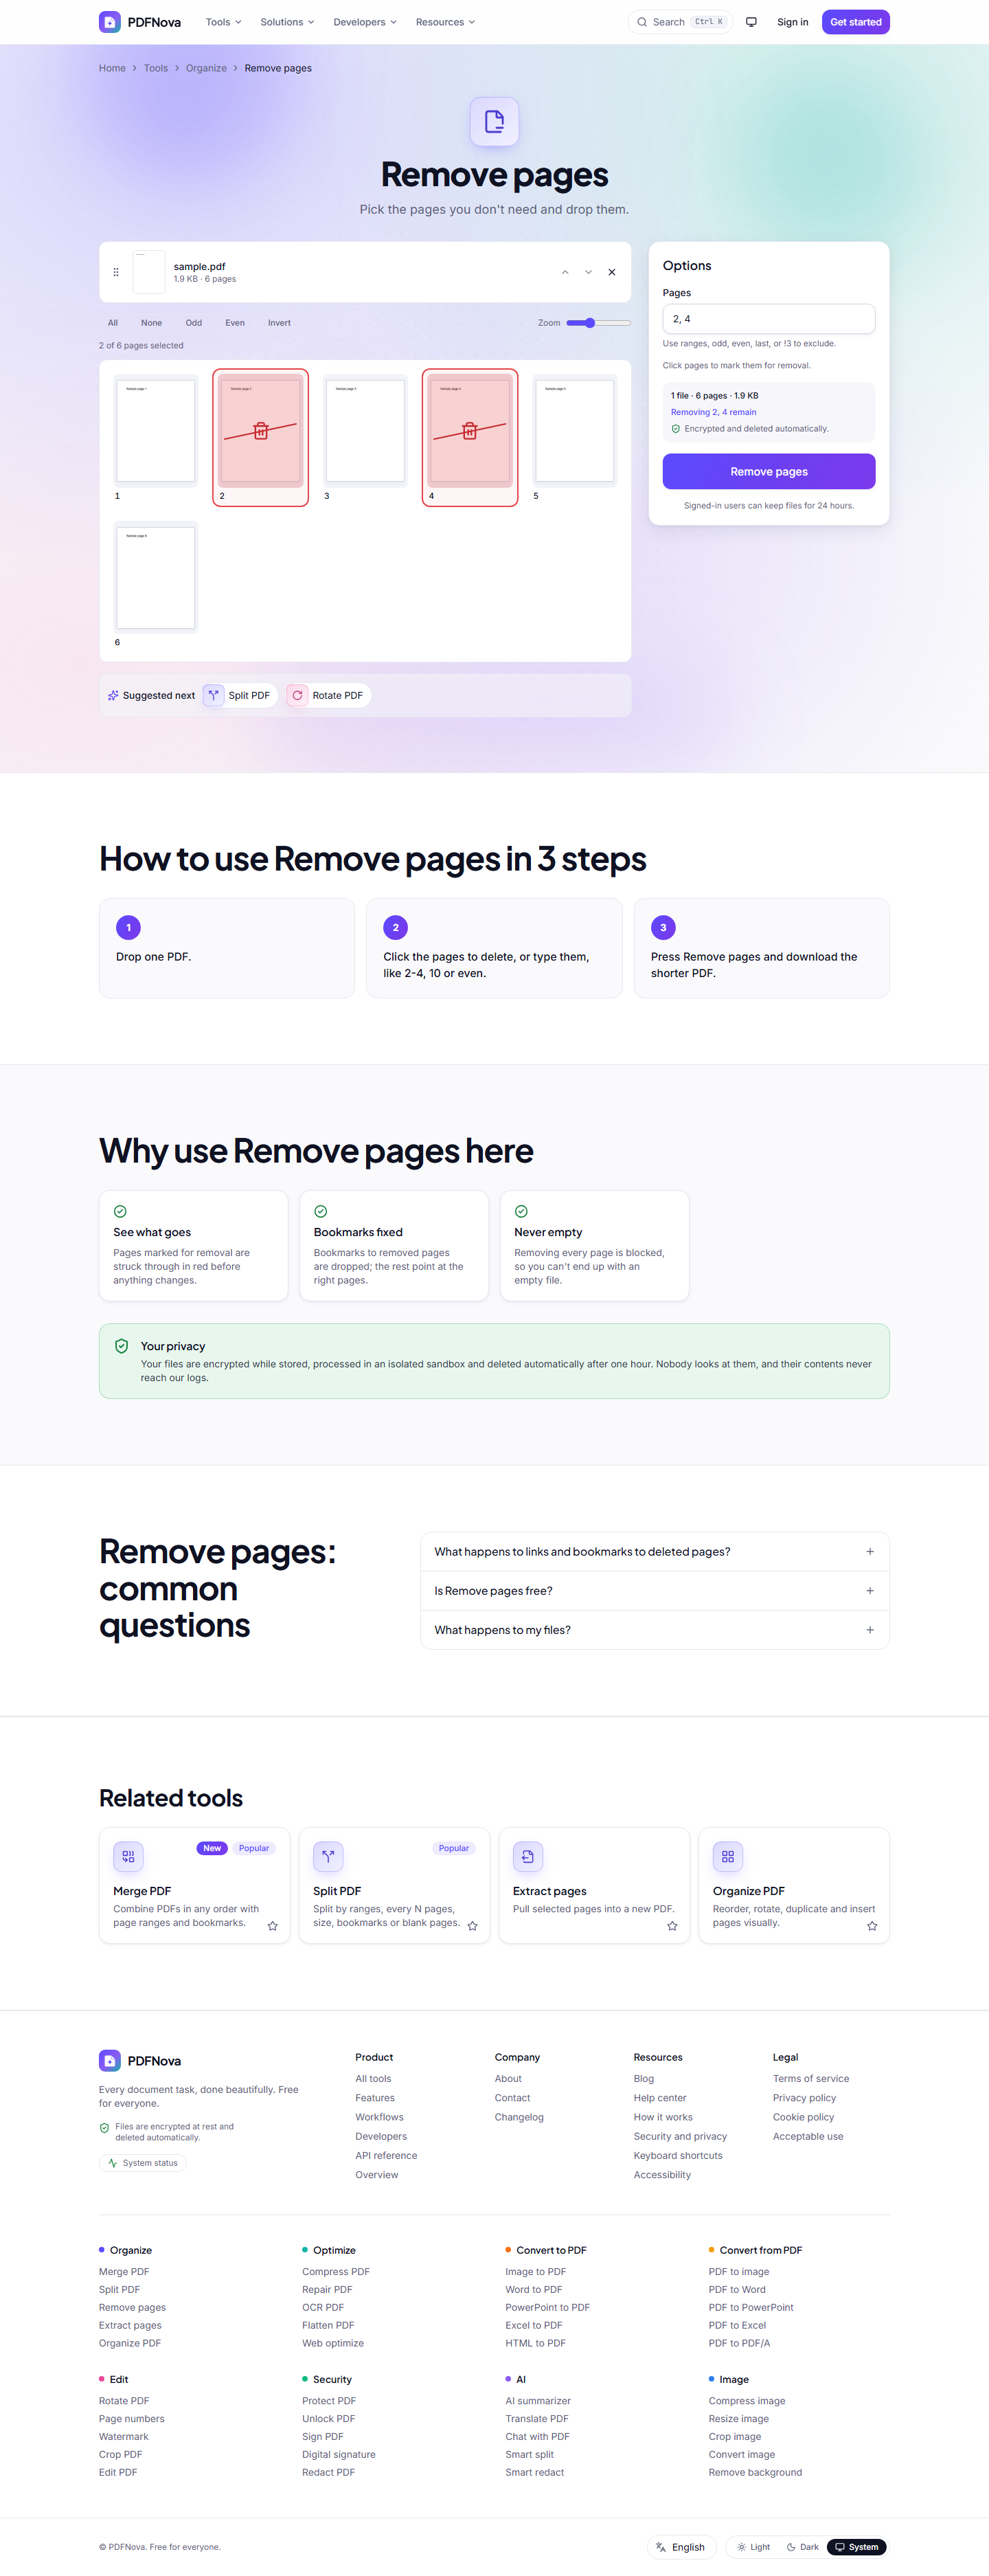 PDFNova
Tools
Solutions
Developers
Resources
Search
Ctrl K
Sign in
Get started
Home > Tools > Organize > Remove pages
Remove pages
Pick the pages you don't need and drop them.
sample.pdf
1.9 KB · 6 pages
All
None
Odd
Even
Invert
Zoom
2 of 6 pages selected
Sample page 1
Sample page 2
Sample page 3
Sample page 4
Sample page 5
1
2
3
4
5
Sample page 6
6
Suggested next
Split PDF
Rotate PDF
Options
Pages
2, 4
Use ranges, odd, even, last, or !3 to exclude.
Click pages to mark them for removal.
1 file · 6 pages · 1.9 KB
Removing 2, 4 remain
Encrypted and deleted automatically.
Remove pages
Signed-in users can keep files for 24 hours.
How to use Remove pages in 3 steps
1
Drop one PDF.
2
Click the pages to delete, or type them,
like 2-4, 10 or even.
3
Press Remove pages and download the
shorter PDF.
Why use Remove pages here
See what goes
Pages marked for removal are
struck through in red before
anything changes.
Bookmarks fixed
Bookmarks to removed pages
are dropped; the rest point at the
right pages.
Never empty
Removing every page is blocked,
so you can't end up with an
empty file.
Your privacy
Your files are encrypted while stored, processed in an isolated sandbox and deleted automatically after one hour. Nobody looks at them, and their contents never
reach our logs.
Remove pages:
common
questions
What happens to links and bookmarks to deleted pages?
Is Remove pages free?
What happens to my files?
Related tools
New
Popular
Merge PDF
Combine PDFs in any order with
page ranges and bookmarks.
Popular
Split PDF
Split by ranges, every N pages,
size, bookmarks or blank pages.
Extract pages
Pull selected pages into a new PDF.
Organize PDF
Reorder, rotate, duplicate and insert
pages visually.
PDFNova
Every document task, done beautifully. Free
for everyone.
Files are encrypted at rest and
deleted automatically.
System status
Product
All tools
Features
Workflows
Developers
API reference
Overview
Company
About
Contact
Changelog
Resources
Blog
Help center
How it works
Security and privacy
Keyboard shortcuts
Accessibility
Legal
Terms of service
Privacy policy
Cookie policy
Acceptable use
Organize
Merge PDF
Split PDF
Remove pages
Extract pages
Organize PDF
Optimize
Compress PDF
Repair PDF
OCR PDF
Flatten PDF
Web optimize
Convert to PDF
Image to PDF
Word to PDF
PowerPoint to PDF
Excel to PDF
HTML to PDF
Convert from PDF
PDF to image
PDF to Word
PDF to PowerPoint
PDF to Excel
PDF to PDF/A
Edit
Rotate PDF
Page numbers
Watermark
Crop PDF
Edit PDF
Security
Protect PDF
Unlock PDF
Sign PDF
Digital signature
Redact PDF
AI
AI summarizer
Translate PDF
Chat with PDF
Smart split
Smart redact
Image
Compress image
Resize image
Crop image
Convert image
Remove background
© PDFNova. Free for everyone.
English
Light
Dark
System